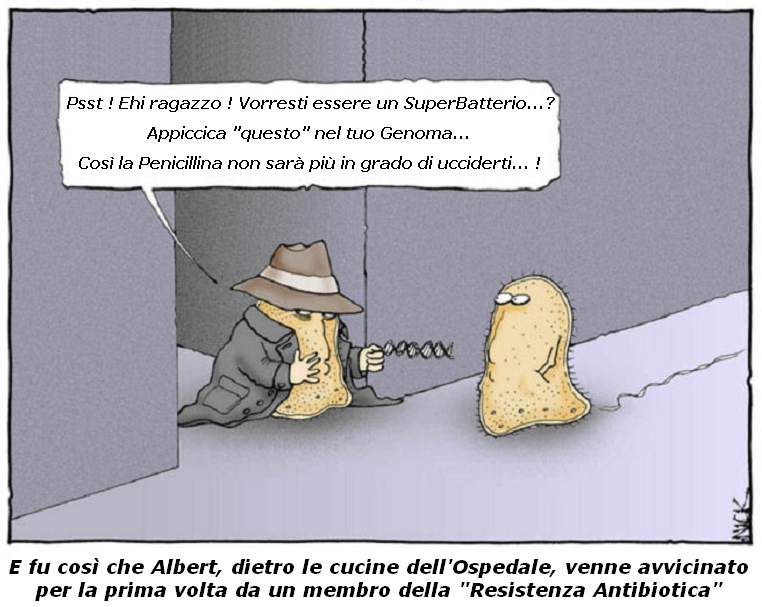 Psst ! Ehi ragazzo ! Vorresti essere un SuperBatterio...?
Appiccica "questo" nel tuo Genoma...
Così la Penicillina non sarà più in grado di ucciderti... !
NICK
E fu così che Albert, dietro le cucine dell'Ospedale, venne avvicinato
per la prima volta da un membro della "Resistenza Antibiotica"